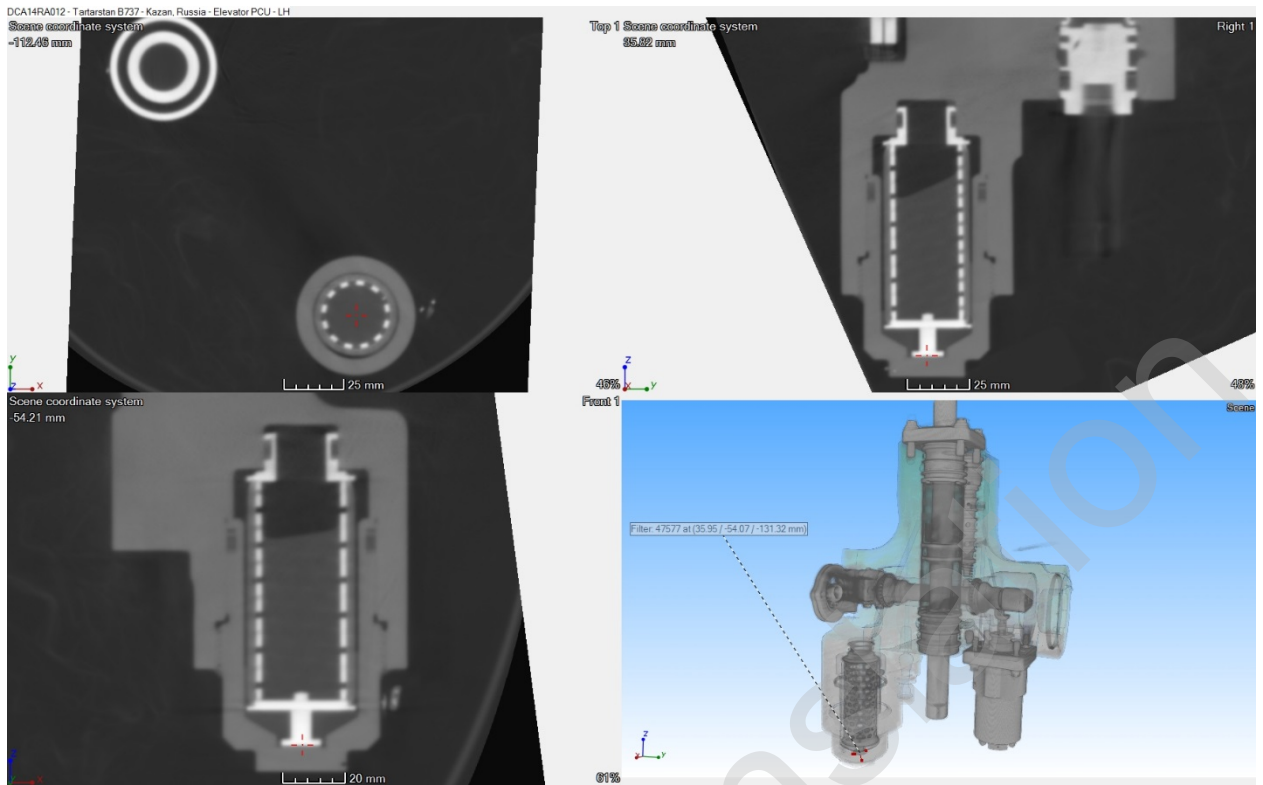 DCA14RA012 - Tartarstan B737 - Kazan, Russia - Elevator PCU - LH
Scene coordinate system
-112.46 mm
Top 1
Y
Z X
25 mm
46%
Scene coordinate system
35.82 mm
Right 1
Z
X Y
25 mm
48%
Scene coordinate system
-54.21 mm
Front 1
Z
X
20 mm
61%
Scene
Filter: 47577 at (35.95 / -54.07 / -131.32 mm)
Z
X Y